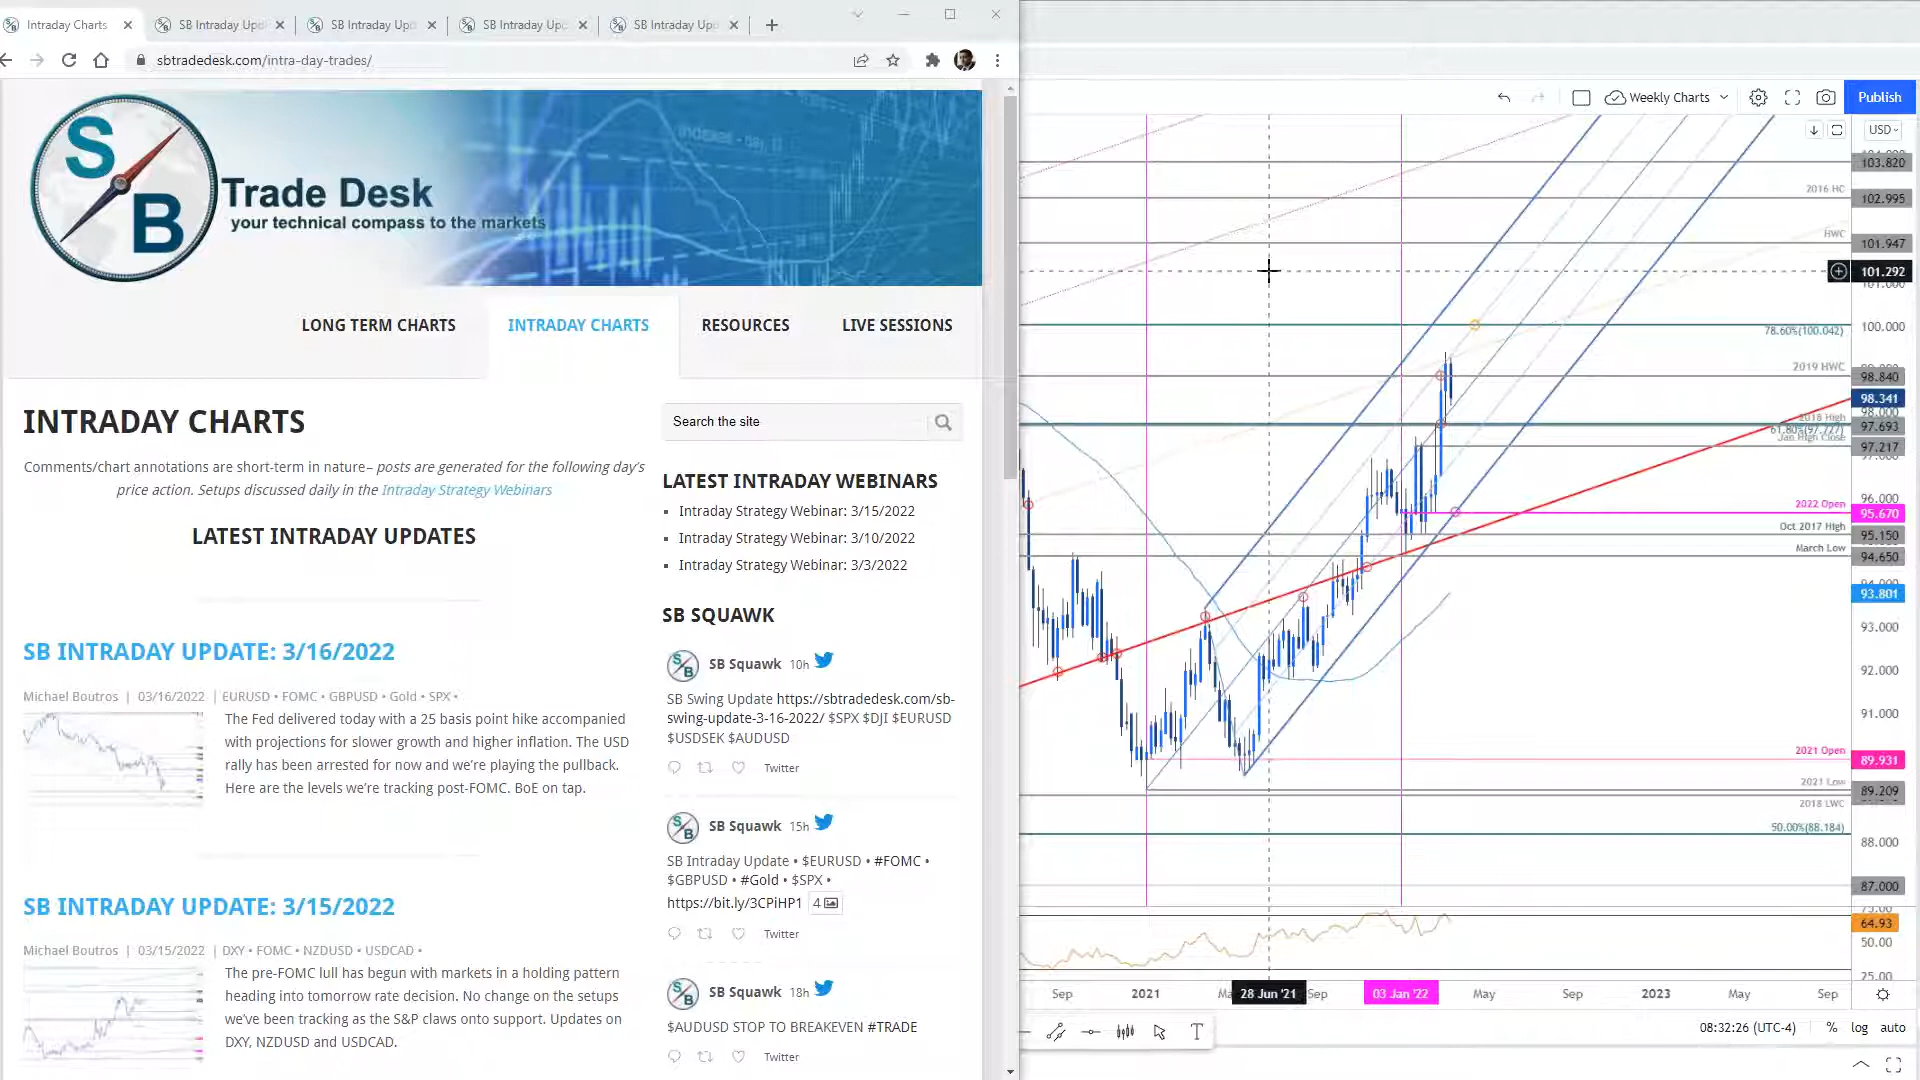 Intraday Charts
SB Intraday Upd
SB Intraday Upd
SB Intraday Upd
SB Intraday Upd
sbtradedesk.com/intra-day-trades/
S
B
Trade Desk
your technical compass to the markets
LONG TERM CHARTS
INTRADAY CHARTS
RESOURCES
LIVE SESSIONS
INTRADAY CHARTS
Comments/chart annotations are short-term in nature– posts are generated for the following day's
price action. Setups discussed daily in the Intraday Strategy Webinars
LATEST INTRADAY UPDATES
SB INTRADAY UPDATE: 3/16/2022
Michael Boutros | 03/16/2022 | EURUSD • FOMC • GBPUSD • Gold • SPX •
The Fed delivered today with a 25 basis point hike accompanied
with projections for slower growth and higher inflation. The USD
rally has been arrested for now and we're playing the pullback.
Here are the levels we're tracking post-FOMC. BoE on tap.
SB INTRADAY UPDATE: 3/15/2022
Michael Boutros | 03/15/2022 | DXY • FOMC • NZDUSD • USDCAD •
The pre-FOMC lull has begun with markets in a holding pattern
heading into tomorrow rate decision. No change on the setups
we've been tracking as the S&P claws onto support. Updates on
DXY, NZDUSD and USDCAD.
Search the site
LATEST INTRADAY WEBINARS
Intraday Strategy Webinar: 3/15/2022
Intraday Strategy Webinar: 3/10/2022
Intraday Strategy Webinar: 3/3/2022
SB SQUAWK
SB Squawk 10h
SB Swing Update https://sbtradedesk.com/sb-
swing-update-3-16-2022/ $SPX $DJI $EURUSD
$USDSEK $AUDUSD
Twitter
SB Squawk 15h
SB Intraday Update • $EURUSD • #FOMC •
$GBPUSD • #Gold • $SPX •
https://bit.ly/3CPiHP1 4
Twitter
SB Squawk 18h
$AUDUSD STOP TO BREAKEVEN #TRADE
Twitter
Weekly Charts
Publish
USD
103.820
2016 HC
102.995
HWC
101.947
101.292
101.000
100.000
78.60%(100.042)
2019 HWC
98.840
98.341
98.000
2018 High
97.693
61.80%(97.727)
Jan High Close
97.217
96.000
2022 Open
95.670
Oct 2017 High
95.150
March Low
94.650
94.000
93.801
93.000
92.000
91.000
2021 Open
89.931
2021 Low
89.209
2018 LWC
50.00%(88.184)
88.000
87.000
75.00
64.93
50.00
25.00
Sep
2021
28 Jun '21
Sep
03 Jan '22
May
Sep
2023
May
Sep
08:32:26 (UTC-4)
%
log
auto